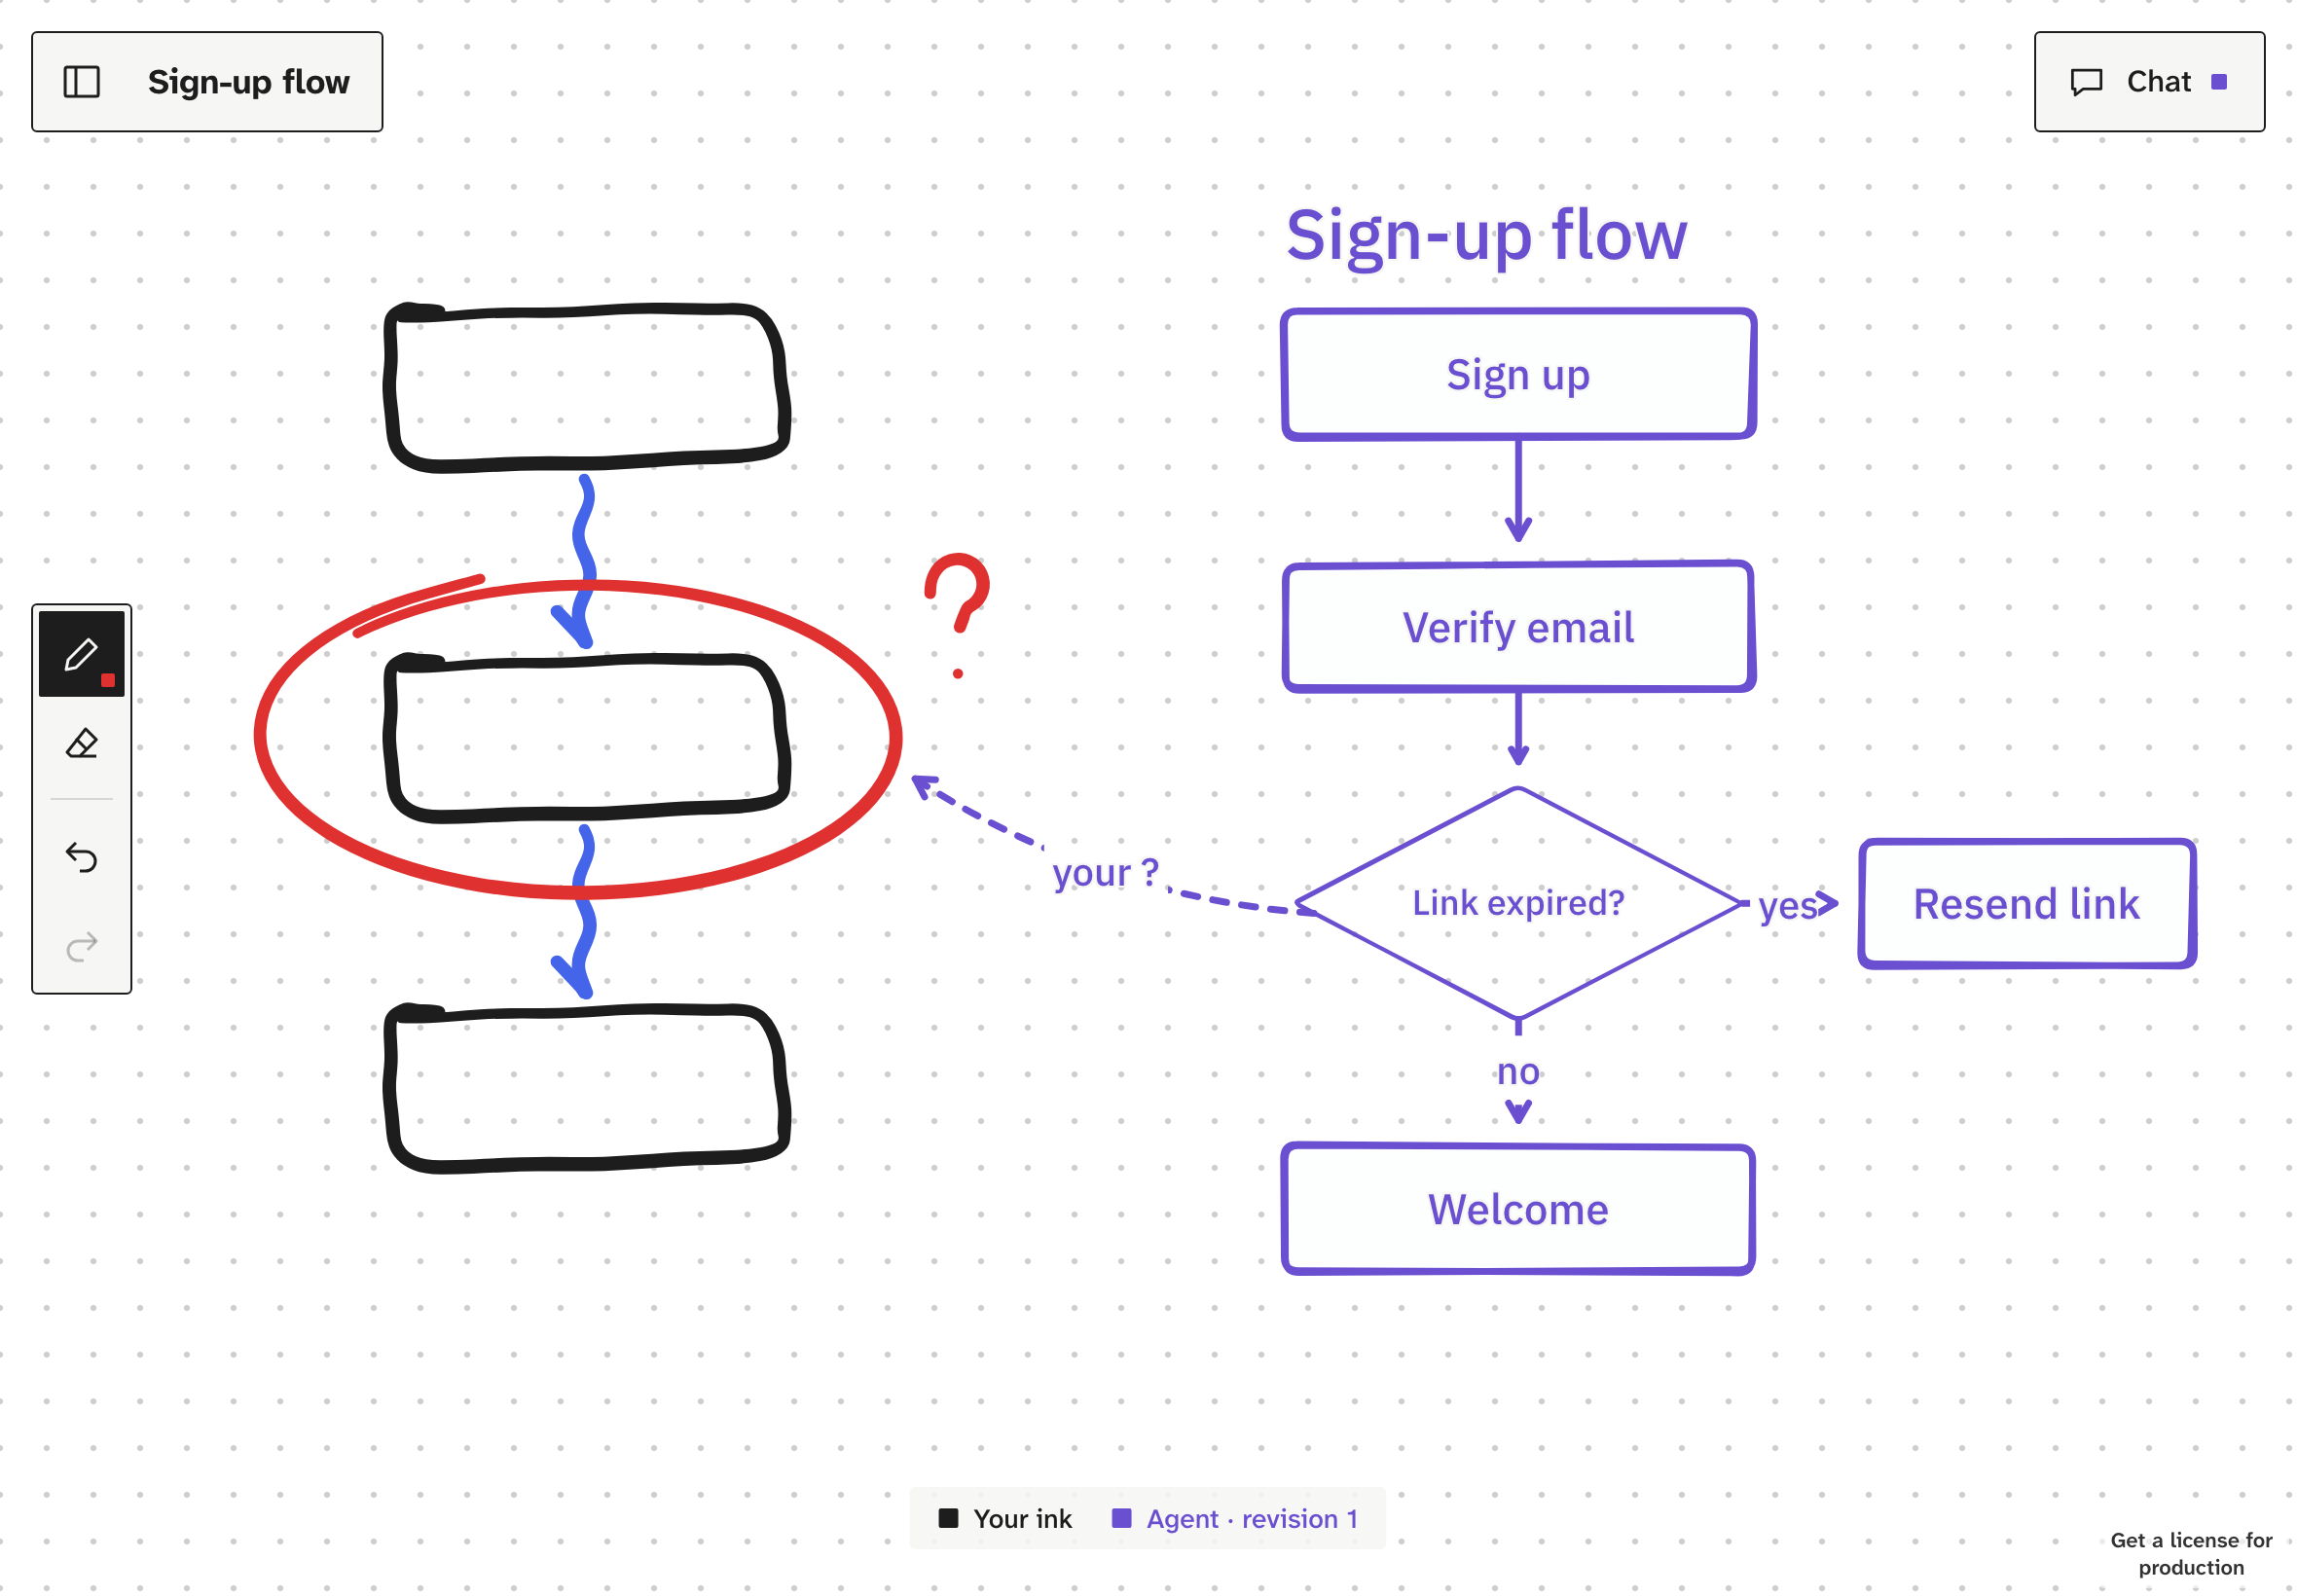 Sign-up flow
Chat
Sign-up flow
Sign up
?
Verify email
your ?
Link expired?
yes
Resend link
no
Welcome
Your ink
Agent · revision 1
Get a license for
production